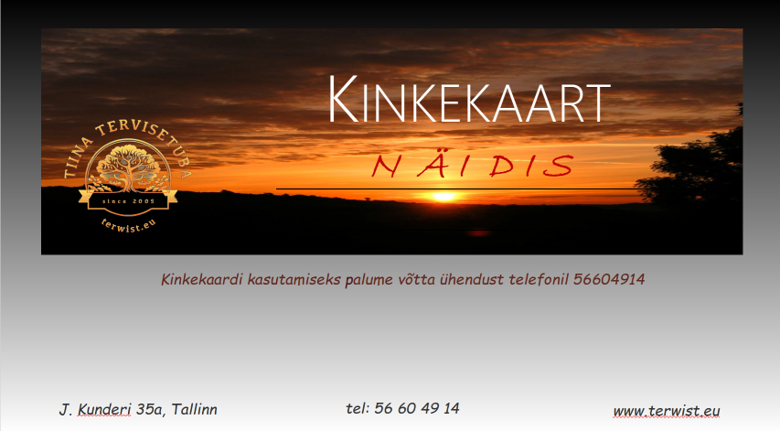 KINKEKAART
NÄIDIS
TIINA TERVISETUBA
since 2005
terwist.eu
Kinkekaardi kasutamiseks palume võtta ühendust telefonil 56604914
J. Kunderi 35a, Tallinn
tel: 56 60 49 14
www.terwist.eu